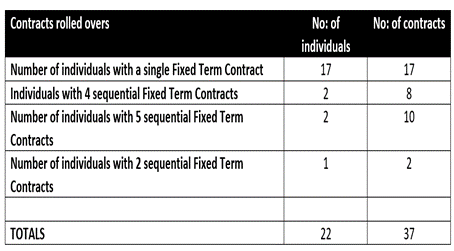 Contracts rolled overs No: of No: of contracts
individuals
Number of individuals with a single Fixed Term Contract 17 17
Individuals with 4 sequential Fixed Term Contracts 2 8
Number of individuals with 5 sequential Fixed Term 2 10
Contracts
Number of individuals with 2 sequential Fixed Term 1 2
Contracts
TOTALS 22 37